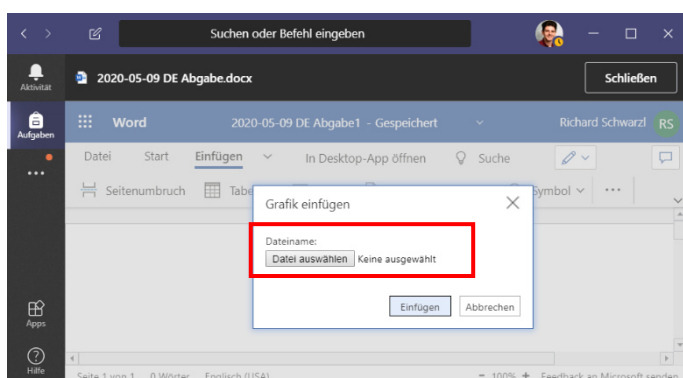 Suchen oder Befehl eingeben
Aktivität
2020-05-09 DE Abgabe.docx
Schließen
Aufgaben
Word
2020-05-09 DE Abgabe1 - Gespeichert
Richard Schwarzl
RS
Datei Start Einfügen In Desktop-App öffnen Suche
Seitenumbruch Tabe Symbol
Grafik einfügen
Dateiname:
Datei auswählen Keine ausgewählt
Einfügen Abbrechen
Apps
Hilfe
Seite 1 von 1 0 Wörter Englisch (USA) - 100% + Feedback an Microsoft senden